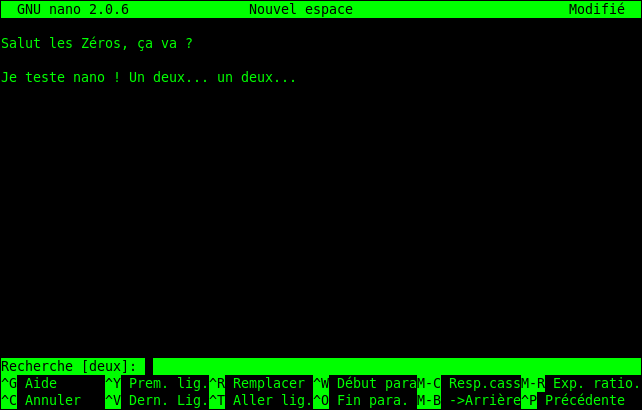 GNU nano 2.0.6 Nouvel espace Modifié
Salut les Zéros, ça va ?
Je teste nano ! Un deux... un deux...
Recherche [deux]:
^G Aide ^Y Prem. lig.^R Remplacer ^W Début paraM-C Resp.cassM-R Exp. ratio.
^C Annuler ^V Dern. Lig.^T Aller lig.^O Fin para. M-B ->Arrière^P Précédente